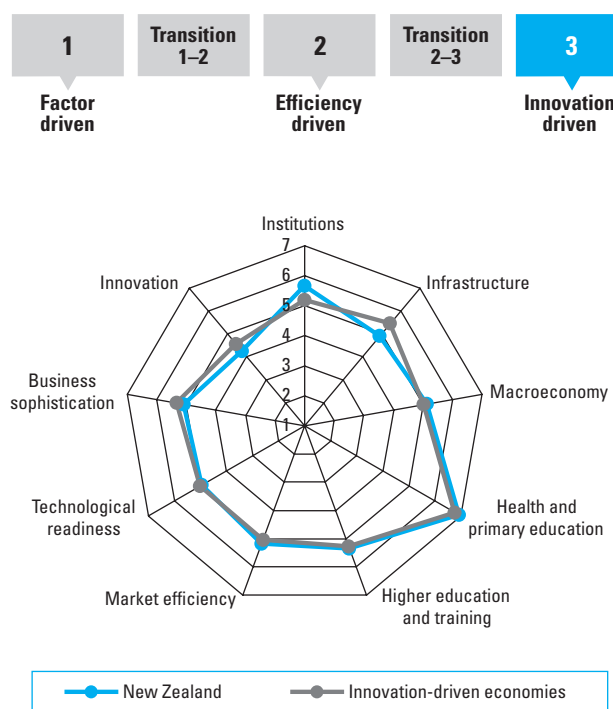 1
Transition
1–2
2
Transition
2–3
3
Factor
driven
Efficiency
driven
Innovation
driven
Institutions
7
6
5
4
3
2
1
Infrastructure
Macroeconomy
Health and
primary education
Higher education
and training
Market efficiency
Technological
readiness
Business
sophistication
Innovation
New Zealand
Innovation-driven economies